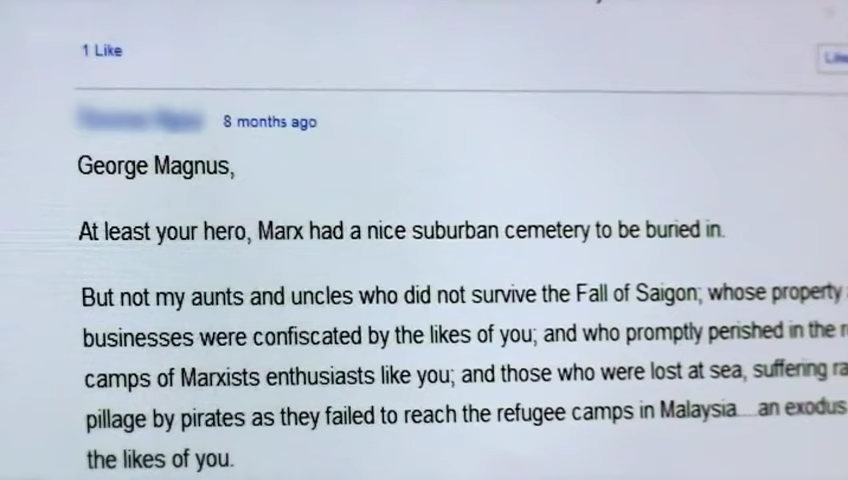 1 Like
8 months ago
George Magnus,
At least your hero, Marx had a nice suburban cemetery to be buried in.
But not my aunts and uncles who did not survive the Fall of Saigon; whose property
businesses were confiscated by the likes of you; and who promptly perished in the
camps of Marxists enthusiasts like you; and those who were lost at sea, suffering
pillage by pirates as they failed to reach the refugee camps in Malaysia... an exodus
the likes of you.